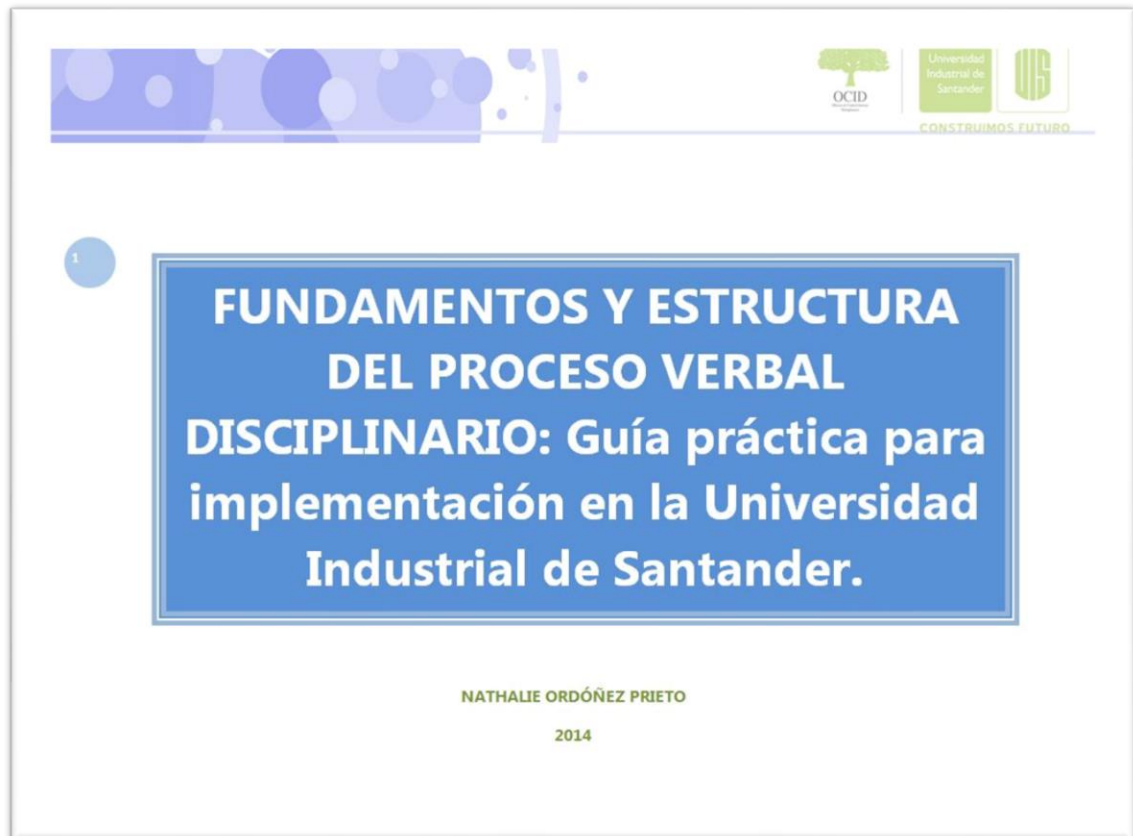 Universidad
Industrial de
Santander
UIS
OCID
CONSTRUIMOS FUTURO
1
FUNDAMENTOS Y ESTRUCTURA
DEL PROCESO VERBAL
DISCIPLINARIO: Guía práctica para
implementación en la Universidad
Industrial de Santander.
NATHALIE ORDÓÑEZ PRIETO
2014